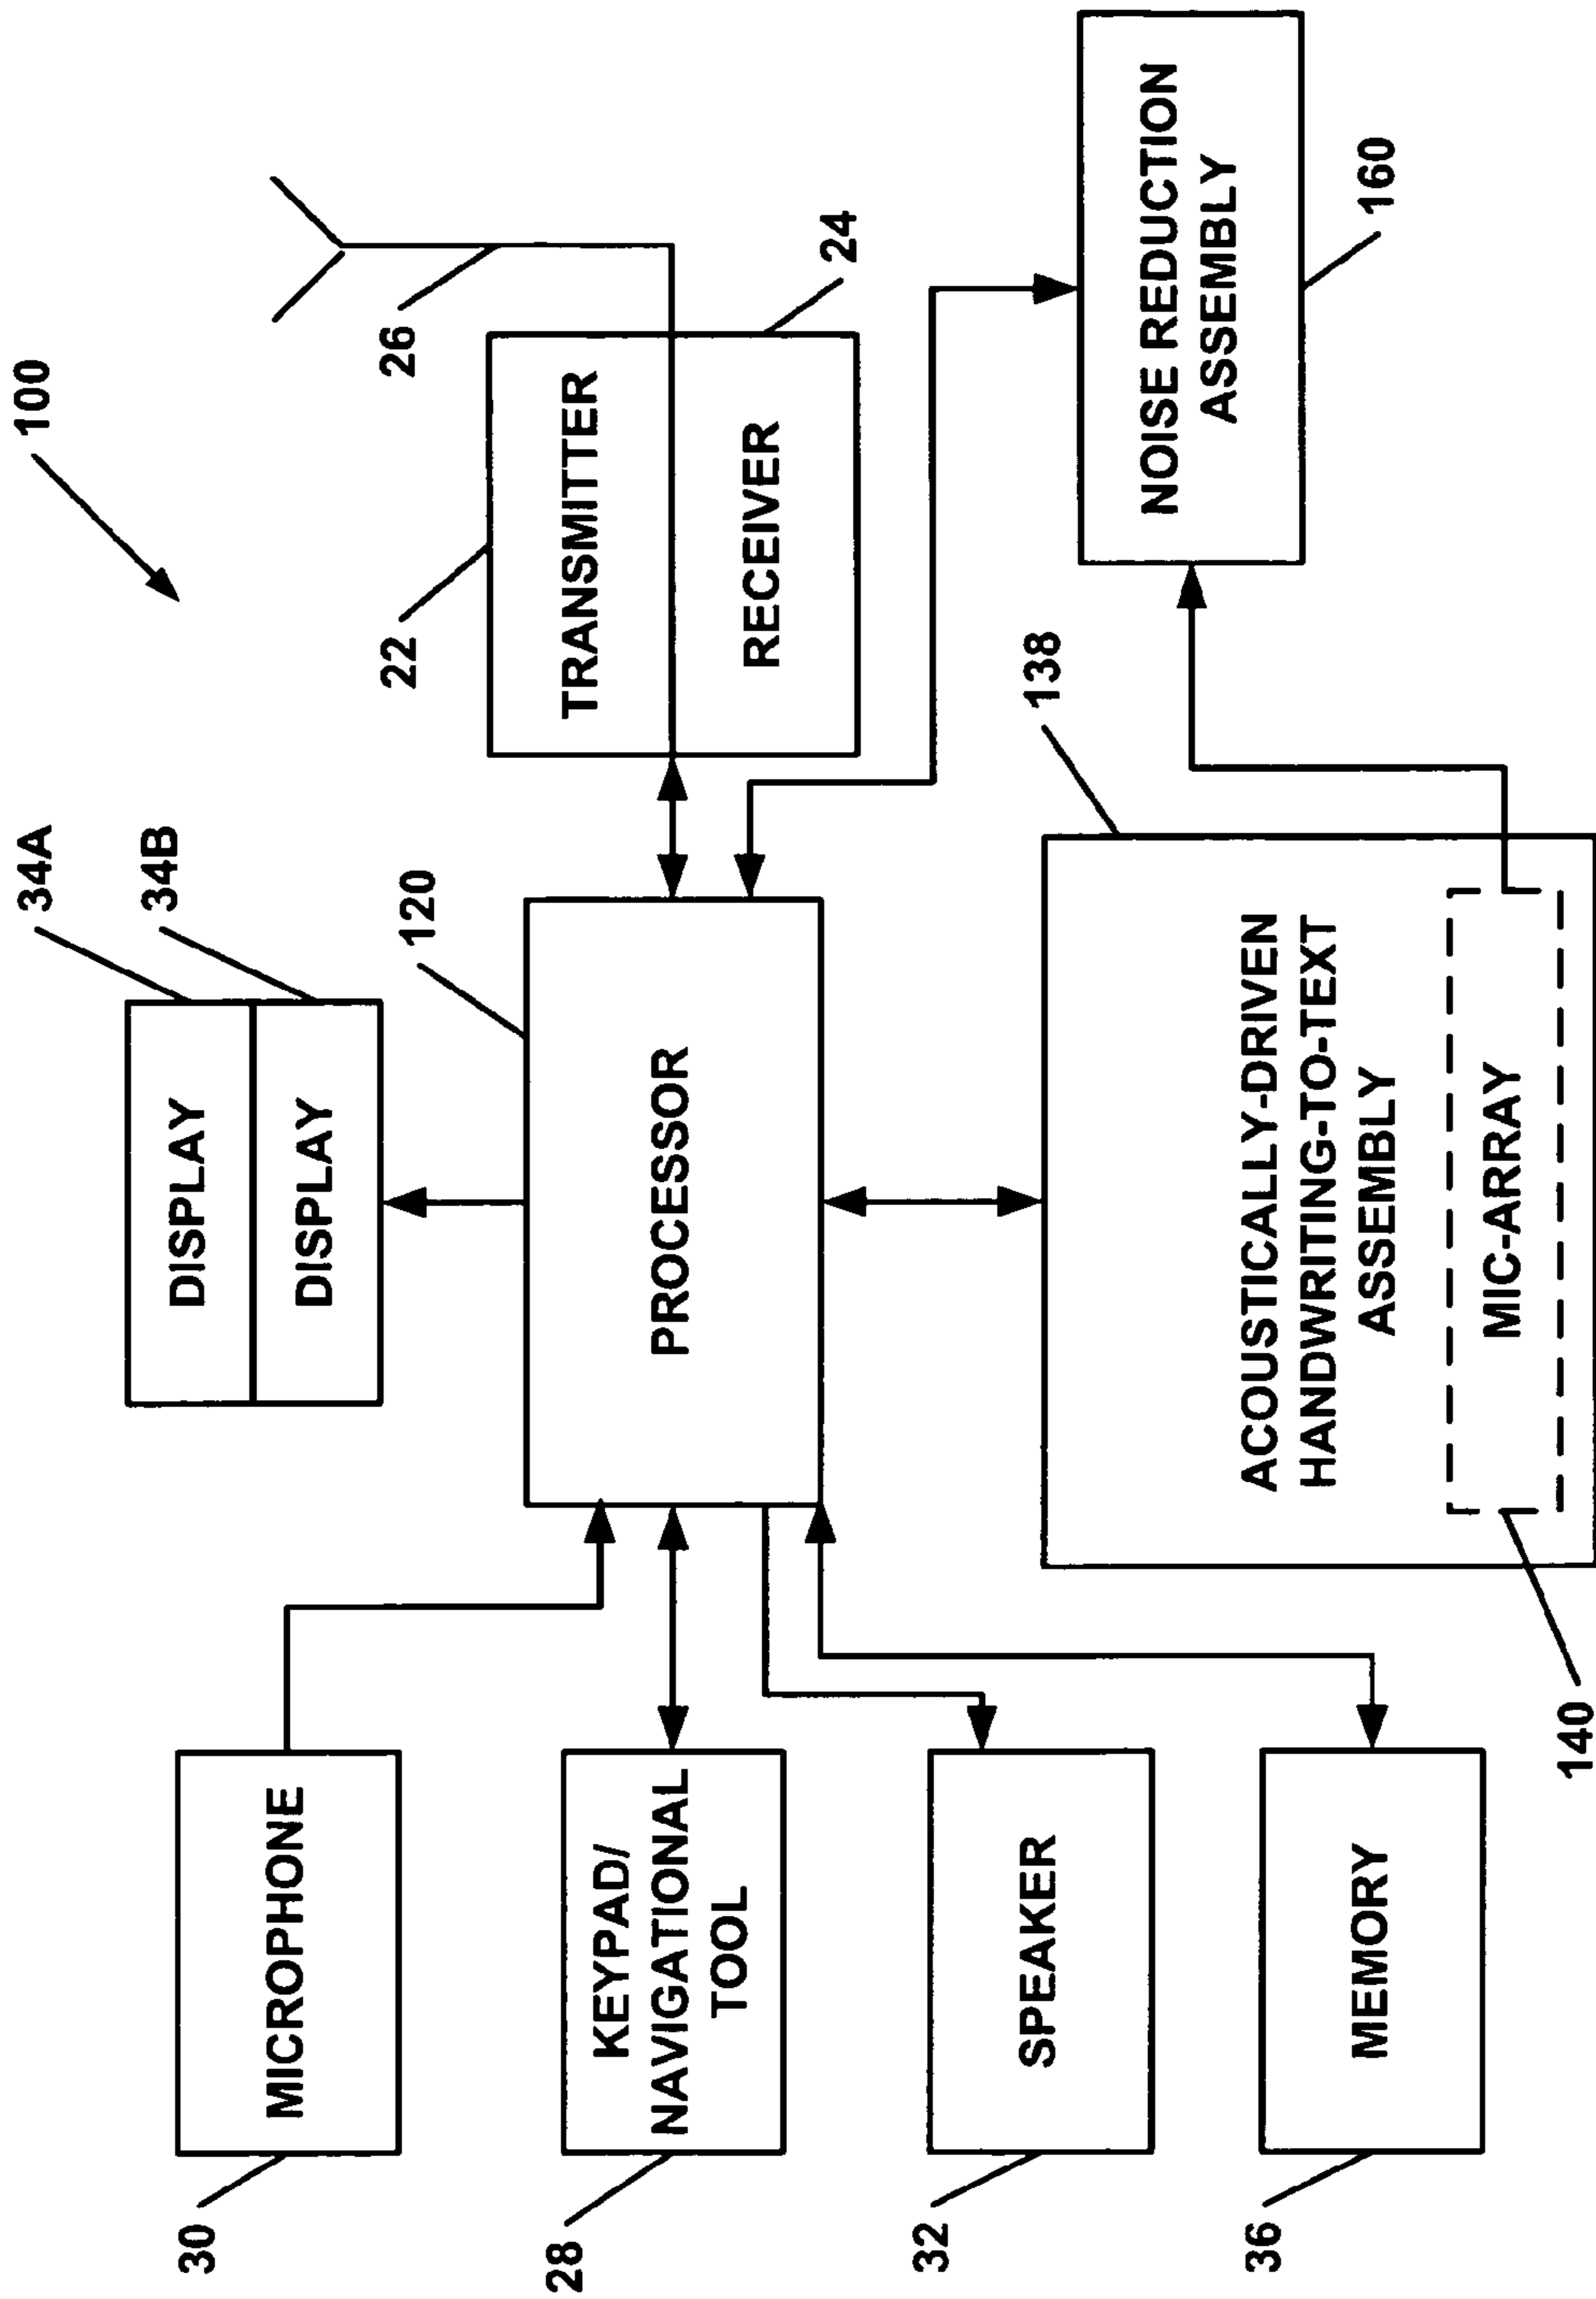 100
34A
34B
DISPLAY
DISPLAY
26
22
TRANSMITTER
RECEIVER
24
30
MICROPHONE
120
PROCESSOR
28
KEYPAD/
NAVIGATIONAL
TOOL
32
SPEAKER
36
MEMORY
138
ACOUSTICALLY-DRIVEN
HANDWRITING-TO-TEXT
ASSEMBLY
MIC-ARRAY
140
NOISE REDUCTION
ASSEMBLY
160